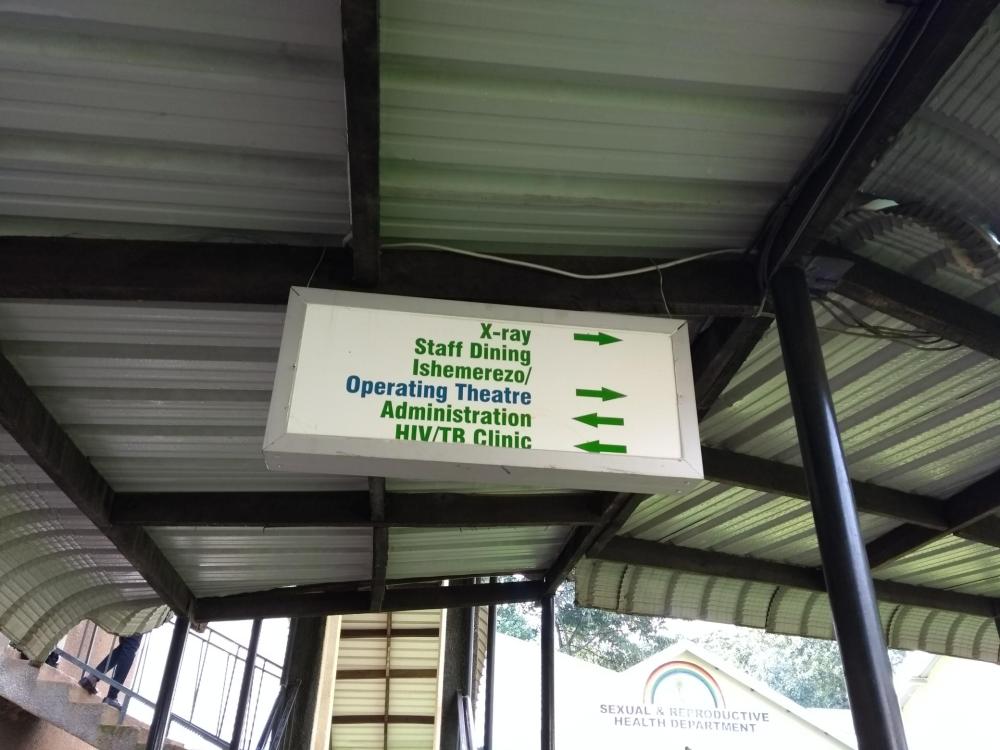 X-ray
Staff Dining
Ishemerezo/
Operating Theatre
Administration
HIV/TB Clinic
SEXUAL & REPRODUCTIVE
HEALTH DEPARTMENT